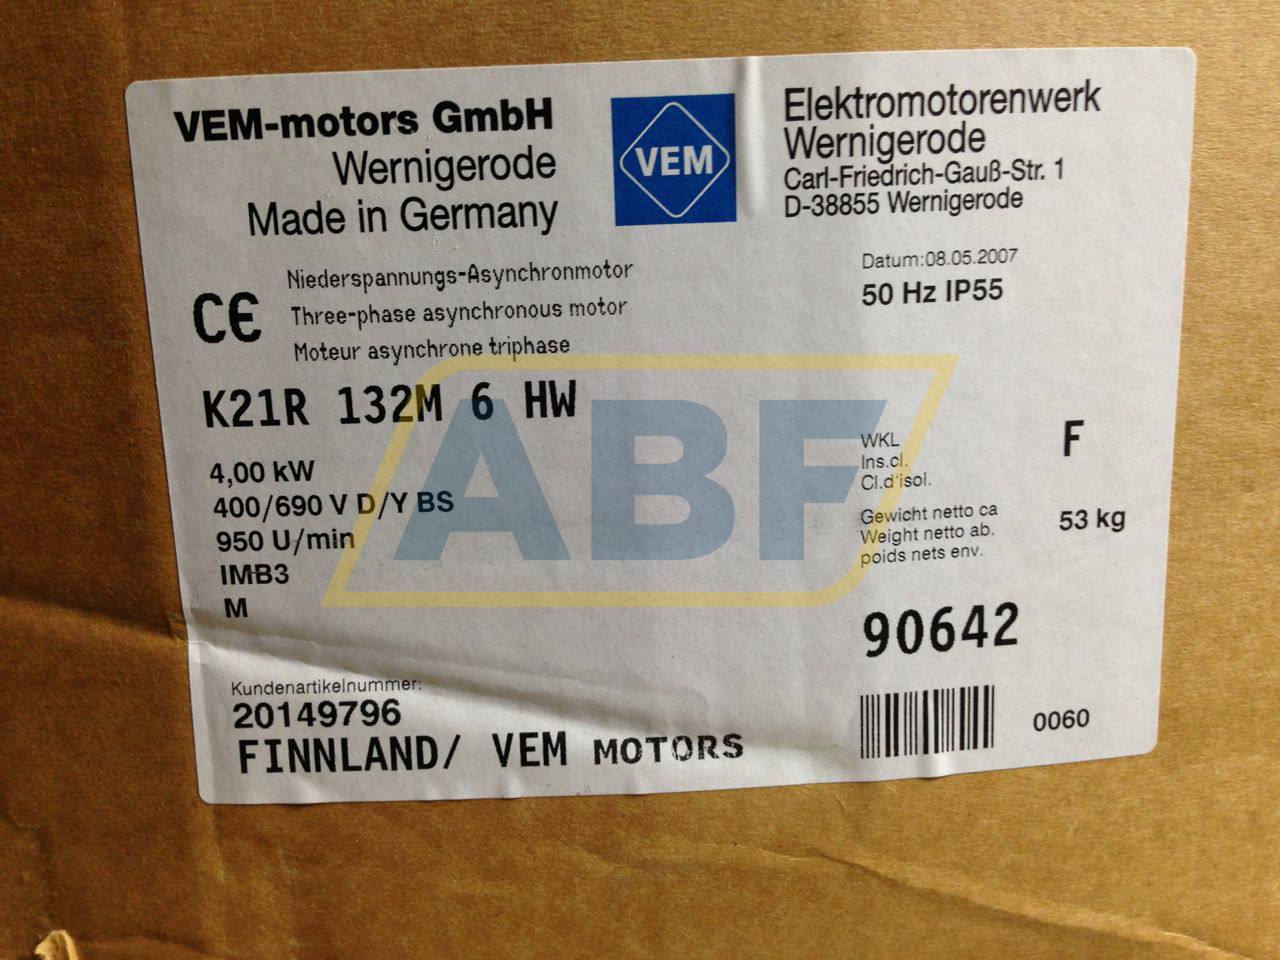 VEM-motors GmbH
Wernigerode
Made in Germany
VEM
Elektromotorenwerk
Wernigerode
Carl-Friedrich-Gauß-Str. 1
D-38855 Wernigerode
CE
Niederspannungs-Asynchronmotor
Three-phase asynchronous motor
Moteur asynchrone triphase
Datum:08.05.2007
50 Hz IP55
K21R 132M 6 HW
4,00 kW
400/690 V D/Y BS
950 U/min
IMB3
M
WKL
Ins.cl.
Cl.d'isol.
F
Gewicht netto ca
Weight netto ab.
poids nets env.
53 kg
90642
0060
Kundenartikelnummer:
20149796
FINNLAND/ VEM MOTORS
ABF